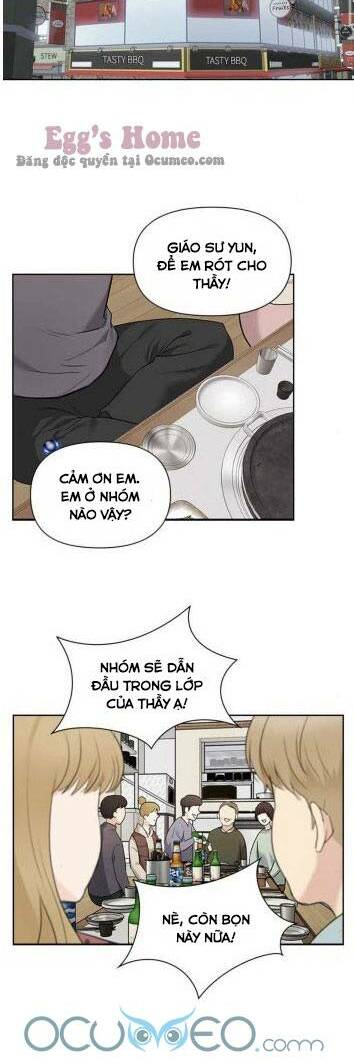 STEW
TASTY BBQ
TASTY BBQ
Fruits
Egg's Home
Đăng độc quyền tại Ocumeo.com
GIÁO SƯ YUN,
ĐỂ EM RÓT CHO
THẦY!
CẢM ƠN EM.
EM Ở NHÓM
NÀO VẬY?
NHÓM SẼ DẪN
ĐẦU TRONG LỚP
CỦA THẦY Ạ!
NÈ, CÒN BỌN
NÀY NỮA!
OCUMEO.comm